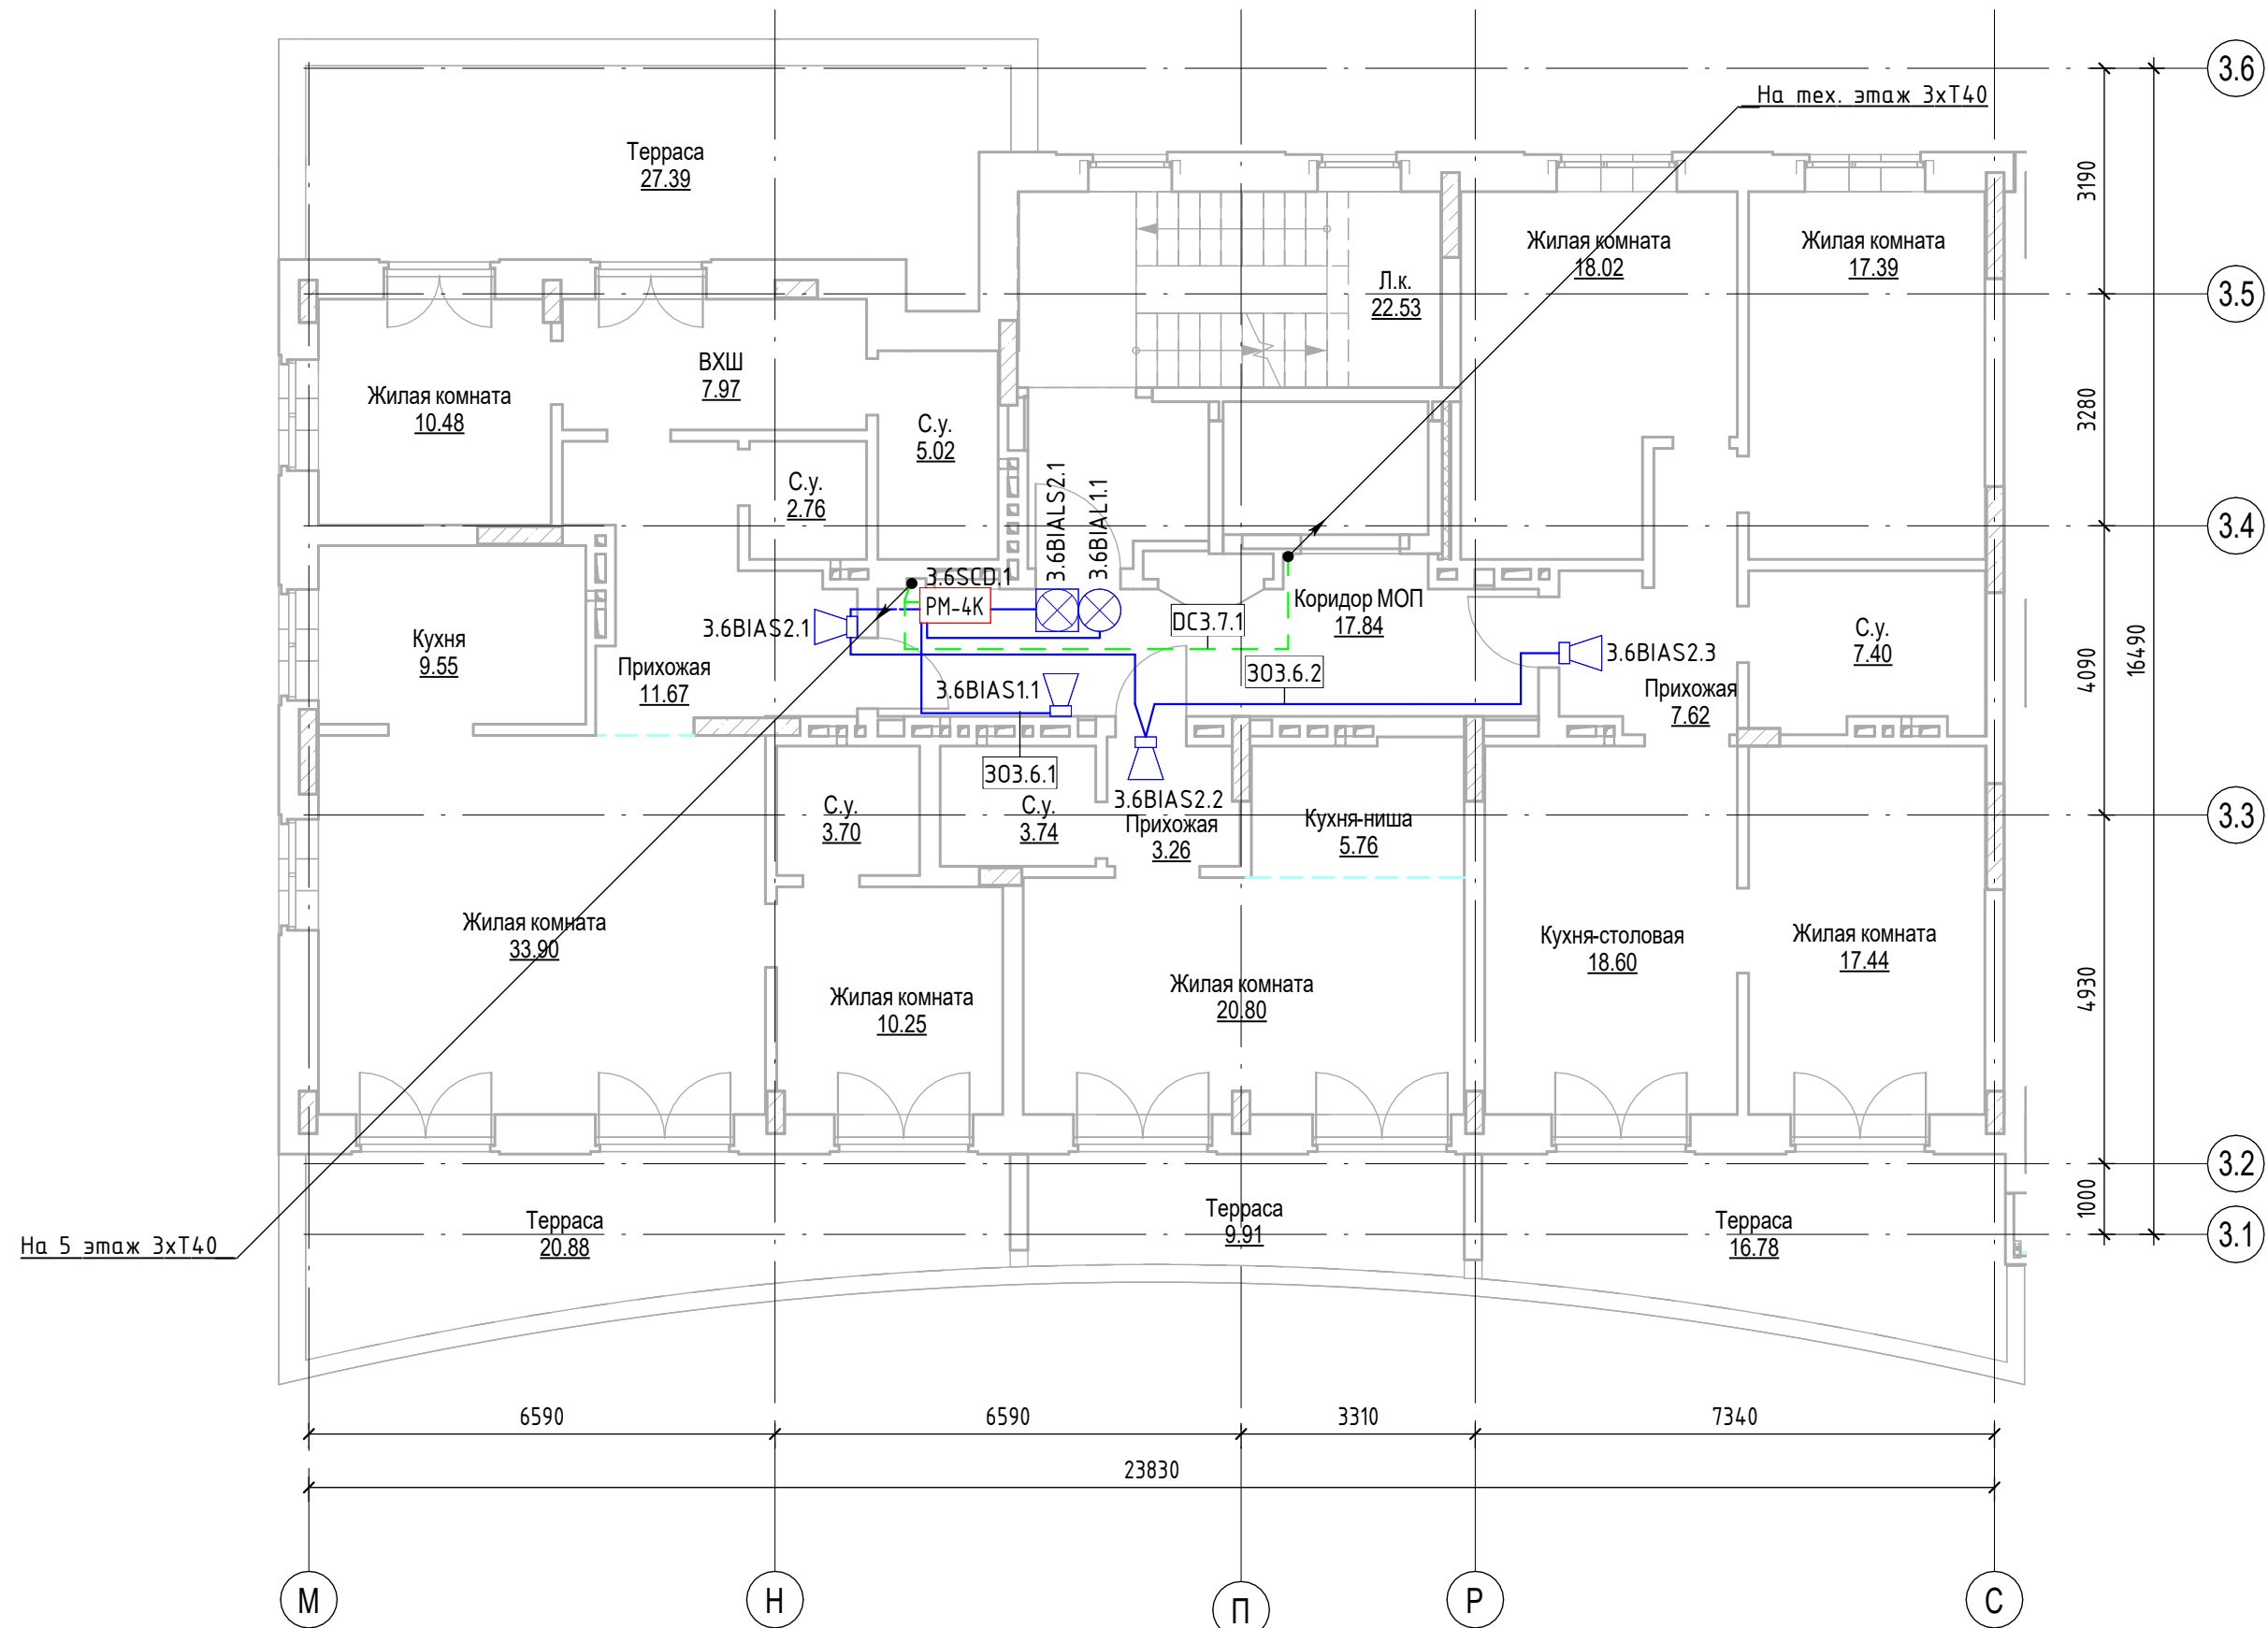 3.6
На тех. этаж 3хТ40
Терраса
27.39
3190
Жилая комната
18.02
Жилая комната
17.39
Л.к.
22.53
3.5
ВХШ
7.97
Жилая комната
10.48
С.у.
5.02
3280
С.у.
2.76
3.6BIALS2.1
3.6BIAL1.1
3.4
3.6SCD.1
РМ-4К
3.6BIAS2.1
DC3.7.1
Коридор МОП
17.84
Кухня
9.55
Прихожая
11.67
3.6BIAS1.1
ЗО3.6.2
3.6BIAS2.3
С.у.
7.40
Прихожая
7.62
4090
16490
ЗО3.6.1
3.6BIAS2.2
С.у.
3.70
С.у.
3.74
Прихожая
3.26
Кухня-ниша
5.76
3.3
Жилая комната
33.90
Кухня-столовая
18.60
Жилая комната
17.44
Жилая комната
10.25
Жилая комната
20.80
4930
3.2
1000
На 5 этаж 3хТ40
Терраса
20.88
Терраса
9.91
Терраса
16.78
3.1
6590
6590
3310
7340
23830
М
Н
П
Р
С